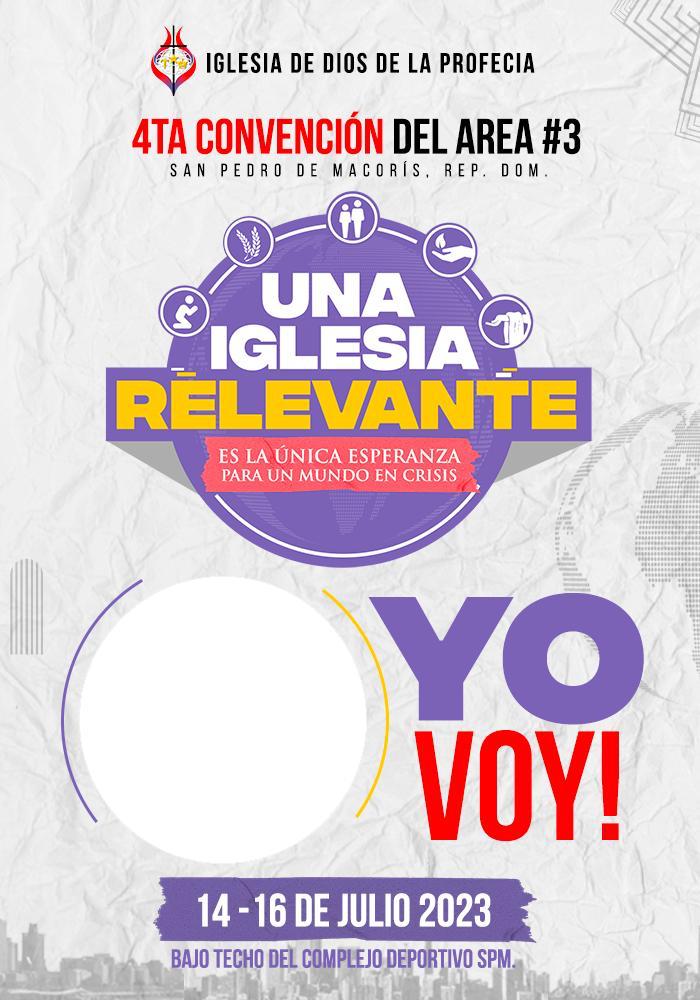 IGLESIA DE DIOS DE LA PROFECIA
4TA CONVENCIÓN DEL AREA #3
SAN PEDRO DE MACORÍS, REP. DOM.
UNA
IGLESIA
RELEVANTE
ES LA ÚNICA ESPERANZA
PARA UN MUNDO EN CRISIS
YO
VOY!
14 - 16 DE JULIO 2023
BAJO TECHO DEL COMPLEJO DEPORTIVO SPM.